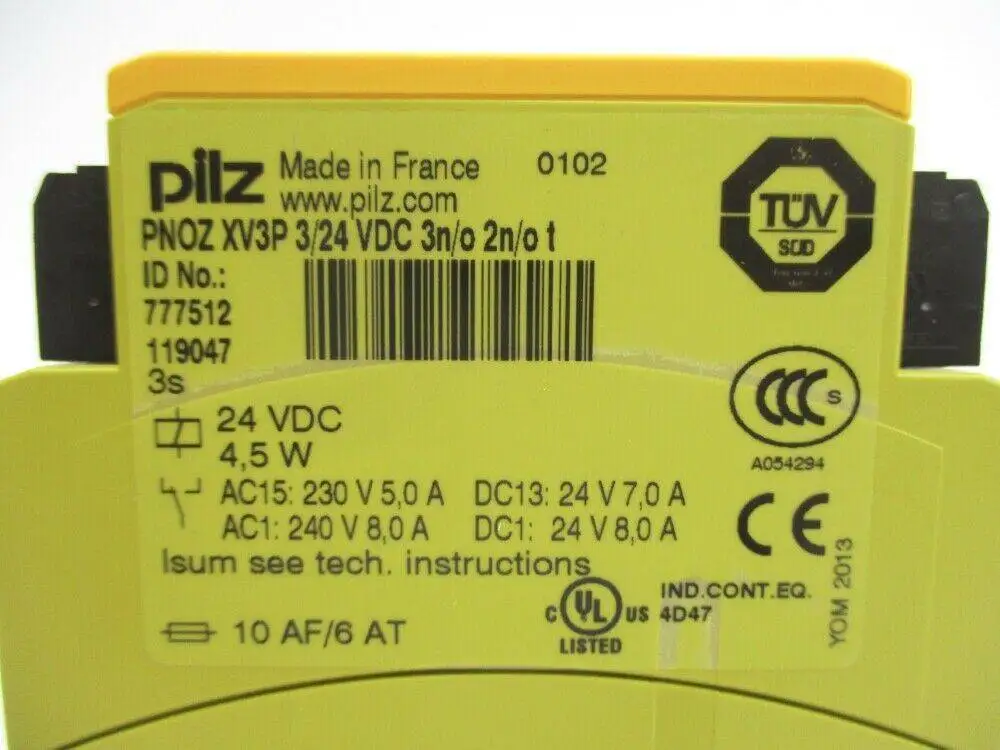 pilz Made in France 0102
www.pilz.com
PNOZ XV3P 3/24 VDC 3n/o 2n/o t
ID No.:
777512
119047
3s
24 VDC
4,5 W
AC15: 230 V 5,0 A DC13: 24 V 7,0 A
AC1: 240 V 8,0 A DC1: 24 V 8,0 A
Isum see tech. instructions
10 AF/6 AT
TÜV
SÜD
CCC S
A054294
CE
YOM 2013
C UL US
LISTED
IND.CONT.EQ.
4D47